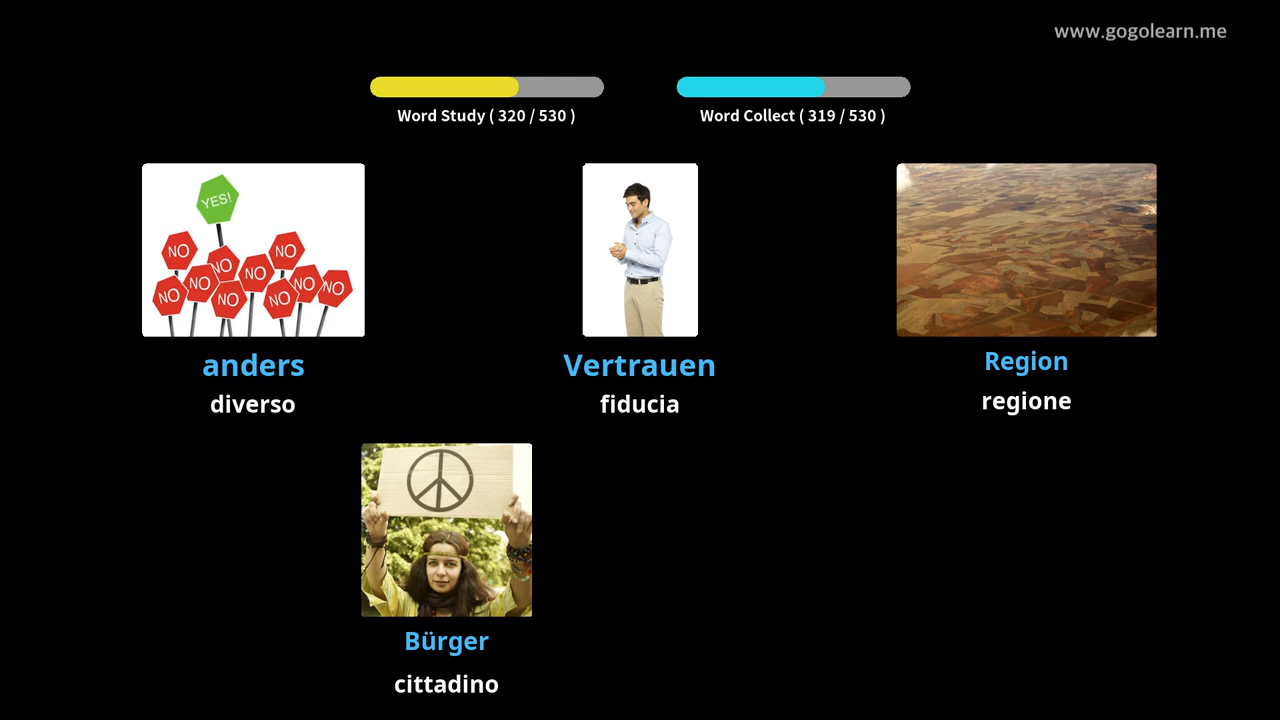 www.gogolearn.me
Word Study ( 320 / 530 )
Word Collect ( 319 / 530 )
YES!
NO
NO
NO
NO
NO
NO
NO
NO
NO
NO
anders
diverso
Vertrauen
fiducia
Region
regione
Bürger
cittadino